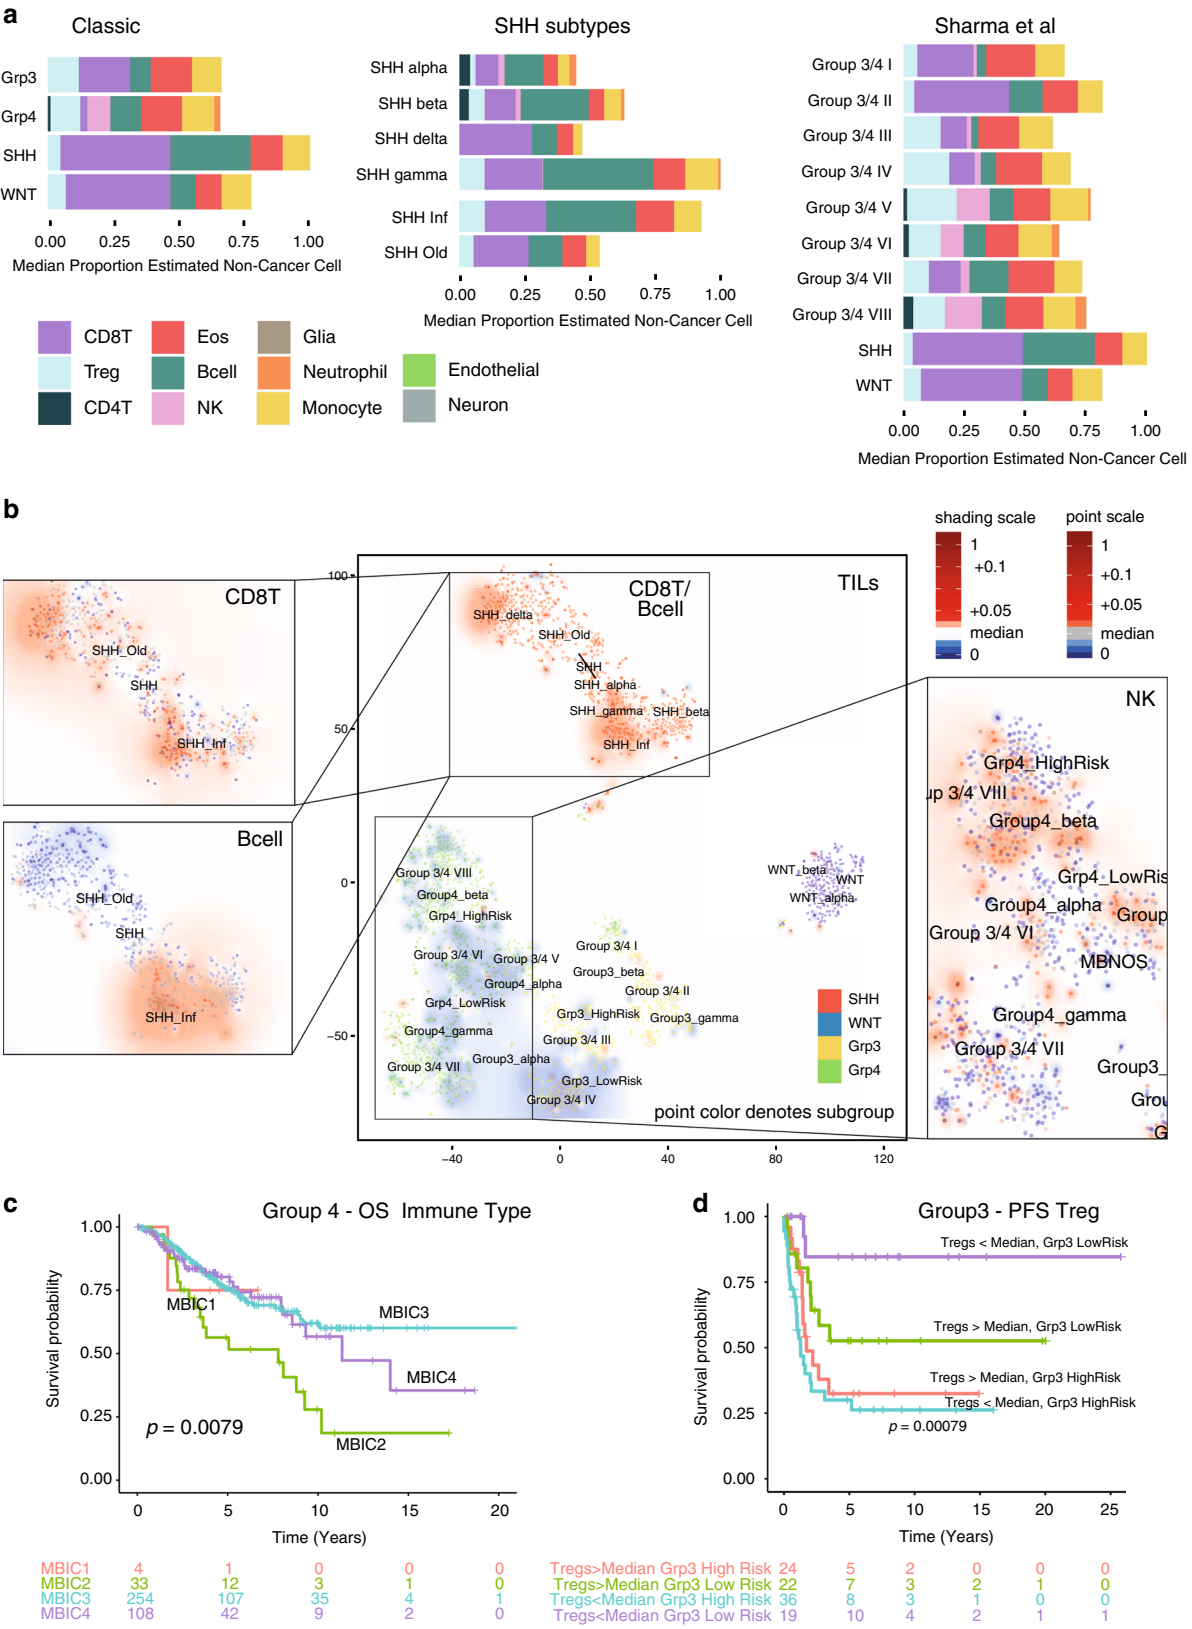 a
Classic
Grp3
Grp4
SHH
WNT
0.00 0.25 0.50 0.75 1.00
Median Proportion Estimated Non-Cancer Cell
SHH subtypes
SHH alpha
SHH beta
SHH delta
SHH gamma
SHH Inf
SHH Old
0.00 0.25 0.50 0.75 1.00
Median Proportion Estimated Non-Cancer Cell
Sharma et al
Group 3/4 I
Group 3/4 II
Group 3/4 III
Group 3/4 IV
Group 3/4 V
Group 3/4 VI
Group 3/4 VII
Group 3/4 VIII
SHH
WNT
0.00 0.25 0.50 0.75 1.00
Median Proportion Estimated Non-Cancer Cell
CD8T Eos Glia
Treg Bcell Neutrophil Endothelial
CD4T NK Monocyte Neuron
b
shading scale
1
+0.1
+0.05
median
0
point scale
1
+0.1
+0.05
median
0
CD8T
SHH_Old
SHH
SHH_Inf
Bcell
SHH_Old
SHH
SHH_Inf
TILs
CD8T/
Bcell
SHH_delta
SHH_Old
SHH
SHH_alpha
SHH_gamma SHH_beta
SHH_Inf
100
50
0
−50
WNT_beta
WNT
WNT_alpha
Group 3/4 VIII
Group4_beta
Grp4_HighRisk
Group 3/4 I
Group 3/4 VI
Group 3/4 V
Group3_beta
Group4_alpha
Group 3/4 II
Grp4_LowRisk
Grp3_HighRisk
Group3_gamma
Group4_gamma
Group 3/4 III
Group3_alpha
Group 3/4 VII
Grp3_LowRisk
Group 3/4 IV
SHH
WNT
Grp3
Grp4
point color denotes subgroup
−40 0 40 80 120
NK
Grp4_HighRisk
up 3/4 VIII
Group4_beta
Grp4_LowRis
Group4_alpha
Group
Group 3/4 VI
MBNOS
Group4_gamma
Group 3/4 VII
Group3_
Grou
G
c
Group 4 - OS Immune Type
Survival probability
1.00
0.75
0.50
0.25
0.00
MBIC1
MBIC3
MBIC4
MBIC2
p = 0.0079
0 5 10 15 20
Time (Years)
MBIC1 4 1 0 0 0
MBIC2 33 12 3 1 0
MBIC3 254 107 35 4 1
MBIC4 108 42 9 2 0
d
Group3 - PFS Treg
Survival probability
1.00
0.75
0.50
0.25
0.00
Tregs < Median, Grp3 LowRisk
Tregs > Median, Grp3 LowRisk
Tregs > Median, Grp3 HighRisk
Tregs < Median, Grp3 HighRisk
p = 0.00079
0 5 10 15 20 25
Time (Years)
Tregs>Median Grp3 High Risk 24 5 2 0 0 0
Tregs>Median Grp3 Low Risk 22 7 3 2 1 0
Tregs<Median Grp3 High Risk 36 8 3 1 0 0
Tregs<Median Grp3 Low Risk 19 10 4 2 1 1